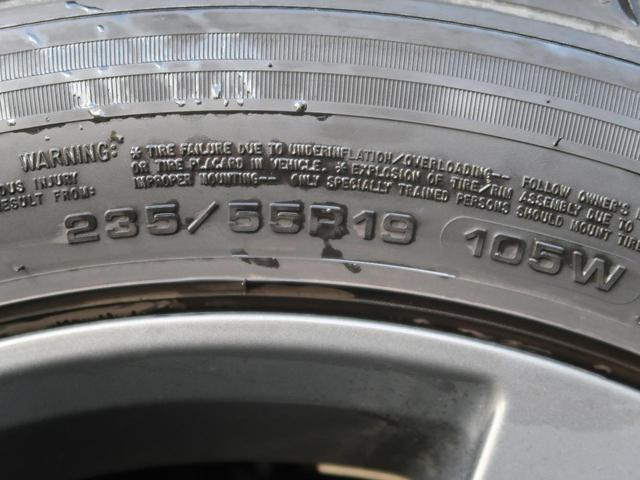 WARNING: * TIRE FAILURE DUE TO UNDERINFLATION/OVERLOADING-- FOLLOW OWNER'S
OUS INJURY OR TIRE PLACARD IN VEHICLE. * EXPLOSION OF TIRE/RIM ASSEMBLY DUE TO
RESULT FROM: IMPROPER MOUNTING-- ONLY SPECIALLY TRAINED PERSONS SHOULD MOUNT TIRE
235/55R19 105W